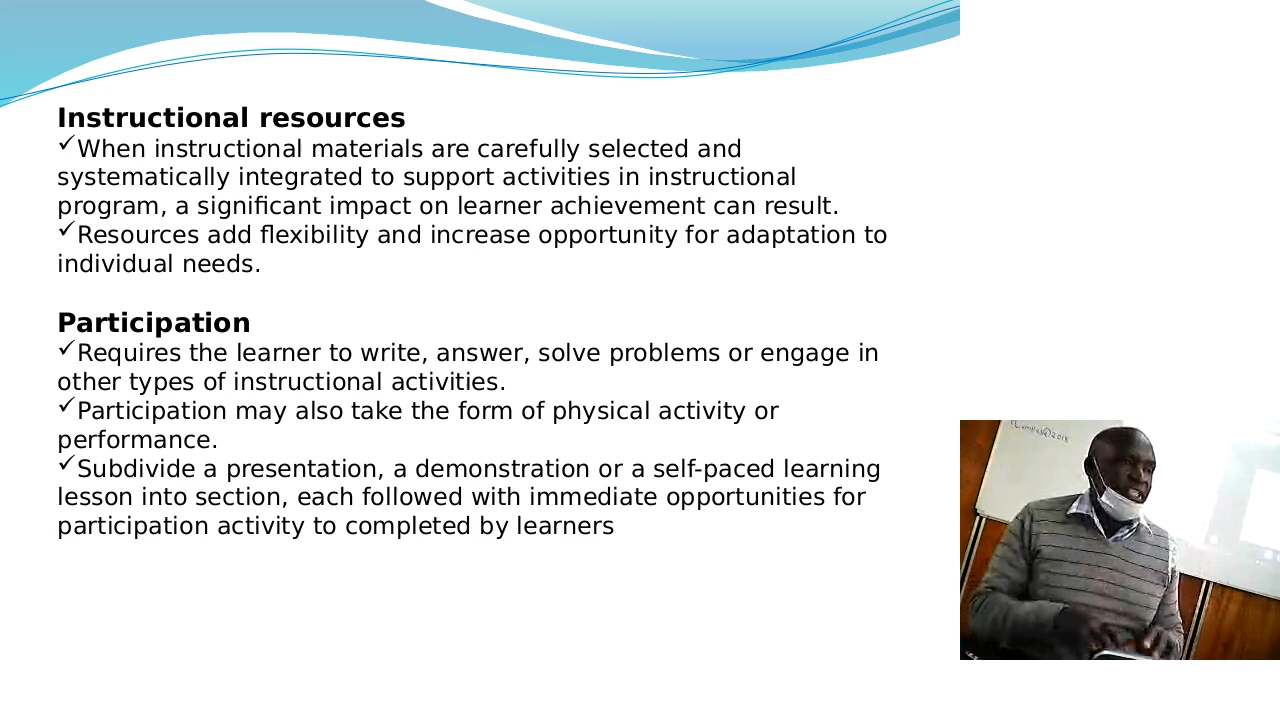 Instructional resources
✓When instructional materials are carefully selected and
systematically integrated to support activities in instructional
program, a significant impact on learner achievement can result.
✓Resources add flexibility and increase opportunity for adaptation to
individual needs.
Participation
✓Requires the learner to write, answer, solve problems or engage in
other types of instructional activities.
✓Participation may also take the form of physical activity or
performance.
✓Subdivide a presentation, a demonstration or a self-paced learning
lesson into section, each followed with immediate opportunities for
participation activity to completed by learners